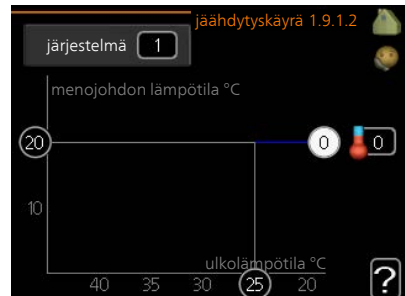 jäähdytyskäyrä 1.9.1.2
järjestelmä 1
menojohdon lämpötila °C
20 0 0
10
ulkolämpötila °C
40 35 30 25 20
?